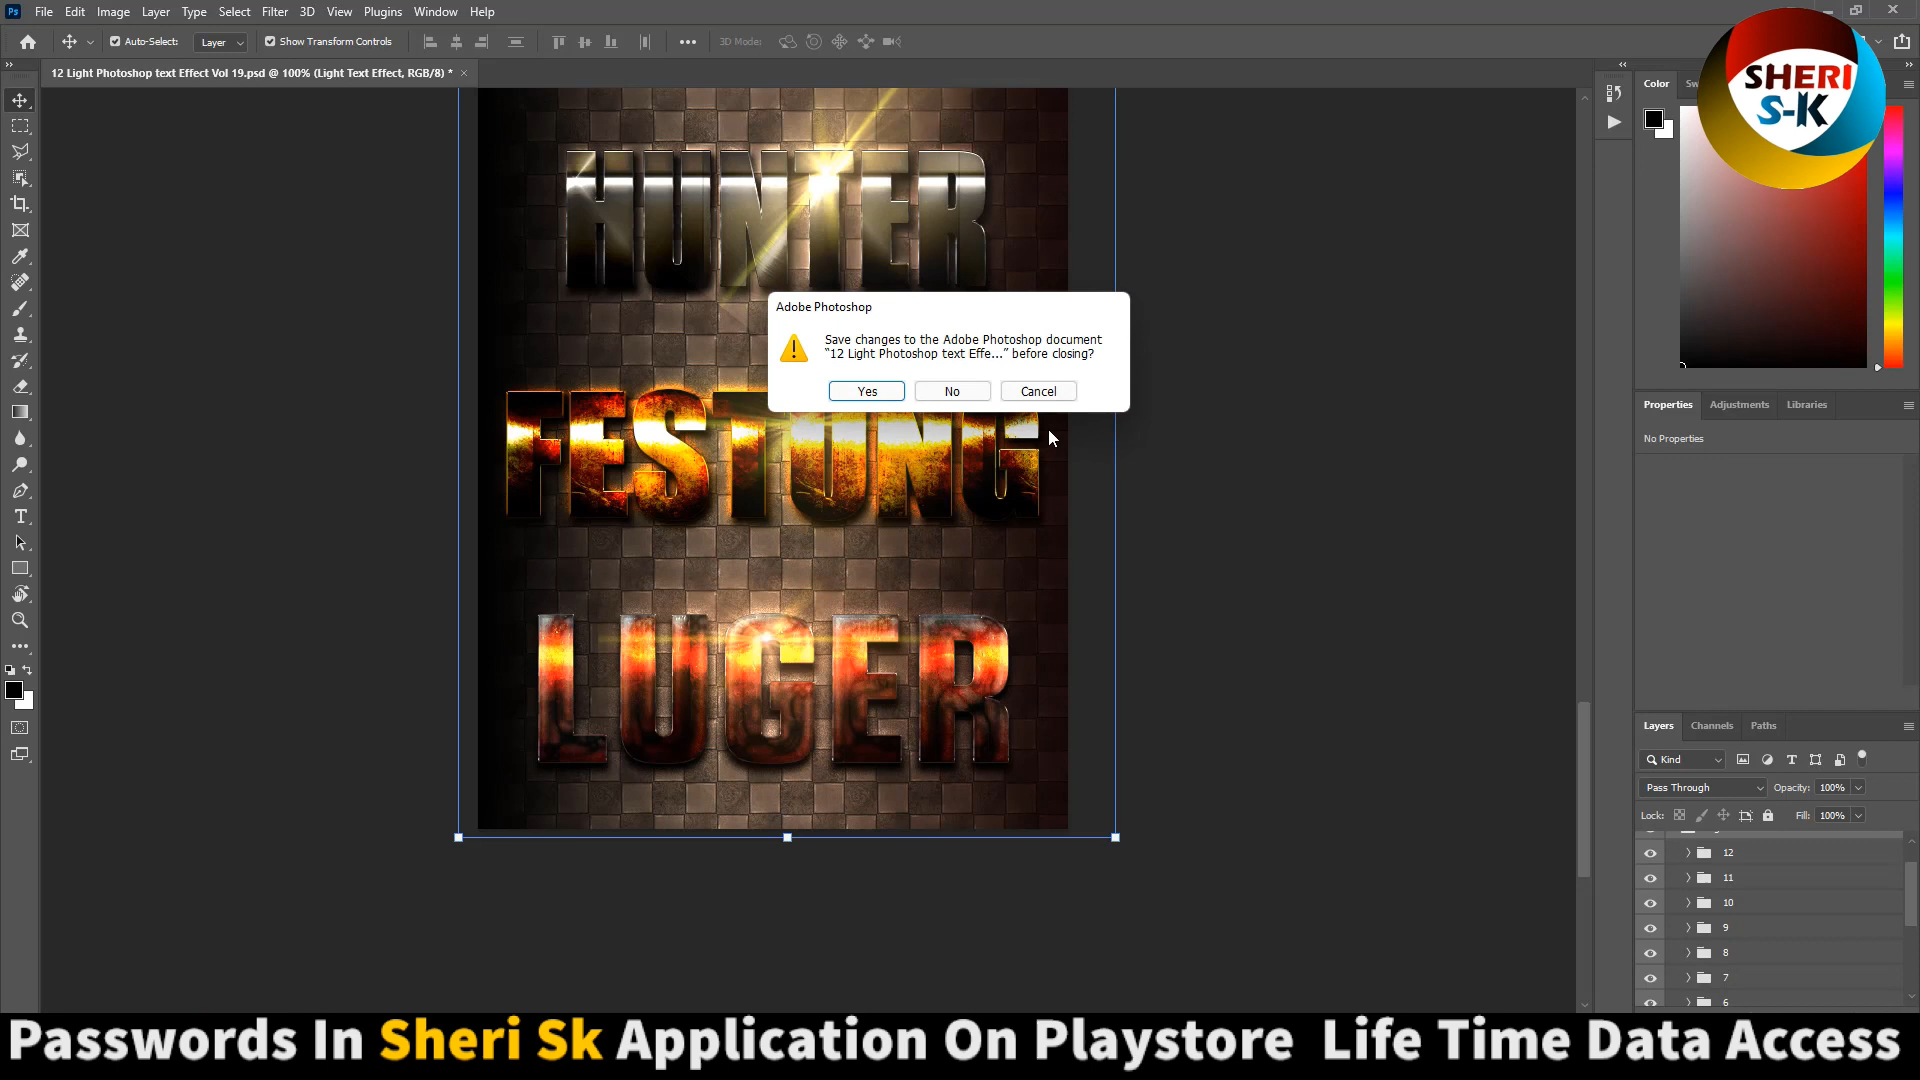 Ps File Edit Image Layer Type Select Filter 3D View Plugins Window Help
Auto-Select: Layer Show Transform Controls 3D Mode:
12 Light Photoshop text Effect Vol 19.psd @ 100% (Light Text Effect, RGB/8) *
Color Sw
SHERI
S-K
HUNTER
Adobe Photoshop
Save changes to the Adobe Photoshop document
“12 Light Photoshop text Effe...” before closing?
Yes No Cancel
FESTUNG
LUGER
Properties Adjustments Libraries
No Properties
Layers Channels Paths
Kind
Pass Through Opacity: 100%
Lock: Fill: 100%
12
11
10
9
8
7
6
Passwords In Sheri Sk Application On Playstore Life Time Data Access